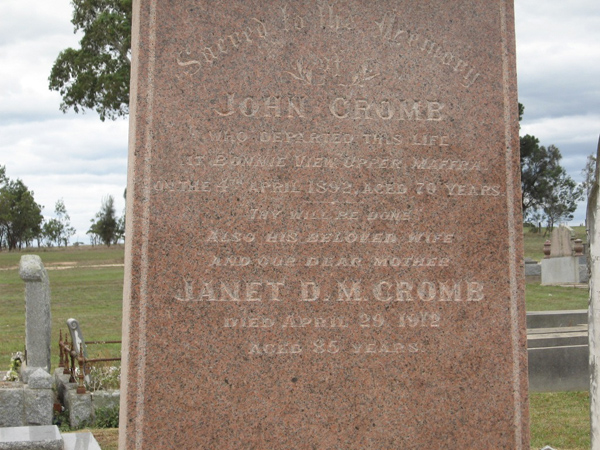 Sacred to the Memory
OF
JOHN CROMB
WHO DEPARTED THIS LIFE
AT BONNIE VIEW UPPER MAFFRA
ON THE 4TH APRIL 1892, AGED 70 YEARS.
THY WILL BE DONE
ALSO HIS BELOVED WIFE
AND OUR DEAR MOTHER
JANET D. M. CROMB
DIED APRIL 29, 1912
AGED 85 YEARS.